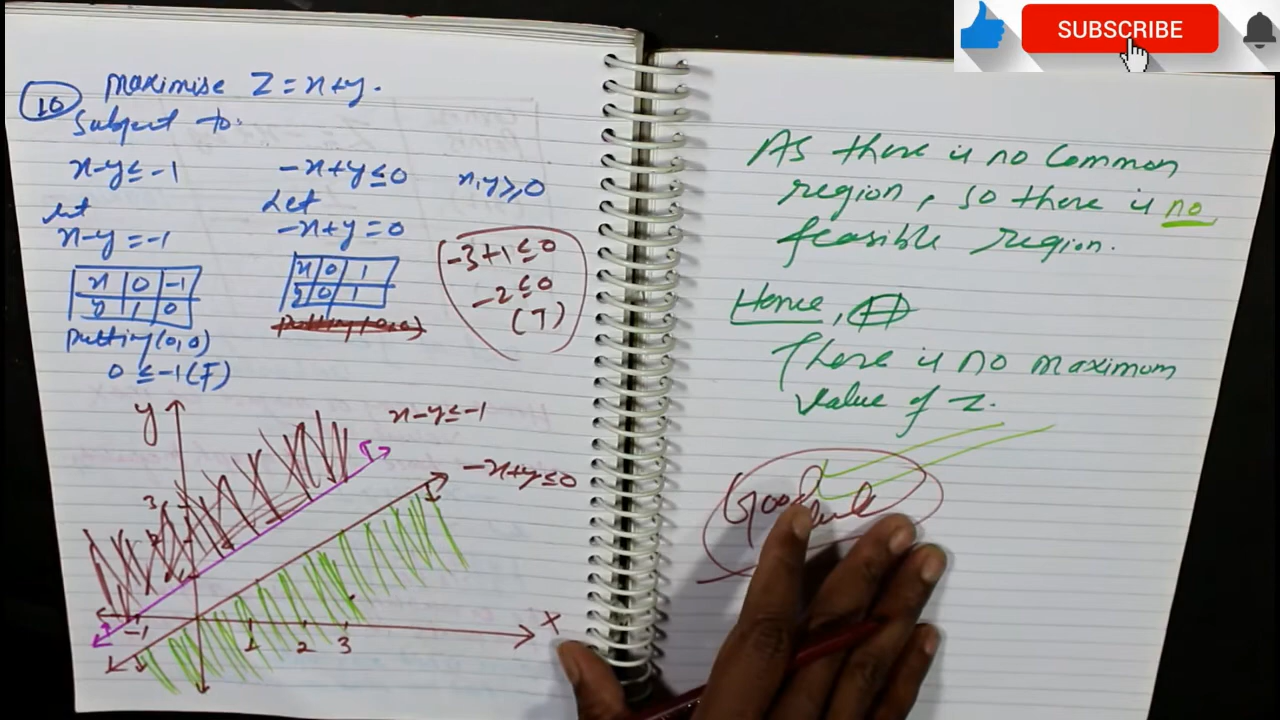 10 Maximise Z = x+y.
Subject to:
x-y ≤ -1 -x+y ≤ 0 x,y ≥ 0
Let Let
x-y = -1 -x+y = 0
x 0 -1 x 0 1
y 1 0 y 0 1
putting (0,0)
0 ≤ -1 (F)
-3+1 ≤ 0
-2 ≤ 0
(T)
y
x-y ≤ -1
-x+y ≤ 0
3
-1 1 2 3 X
SUBSCRIBE
As there is no common
region, so there is no
feasible region.
Hence,
There is no maximum
value of Z.
Good